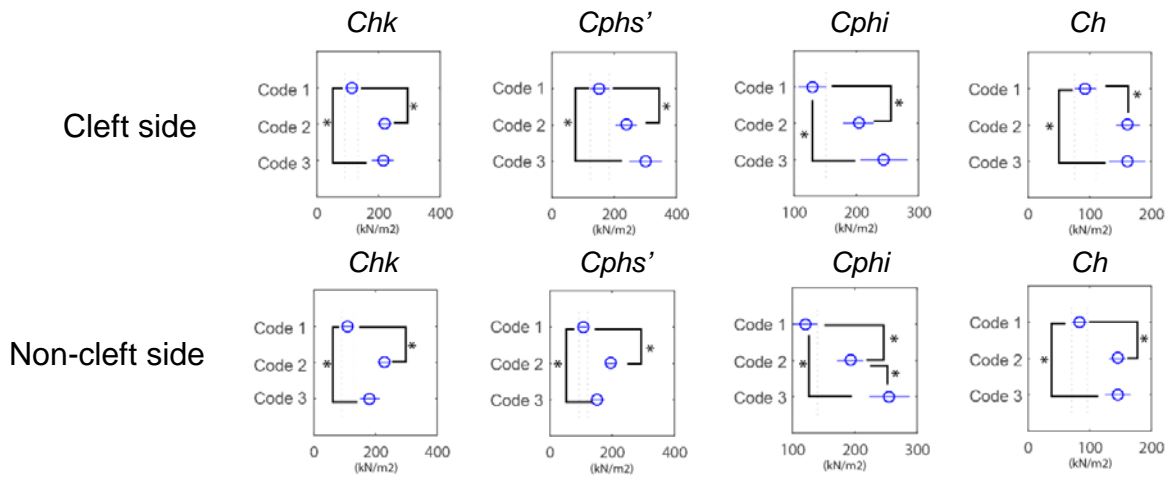 Chk Cphs’ Cphi Ch
Cleft side
Code 1 Code 1 Code 1 Code 1
* * * * * * * *
Code 2 Code 2 Code 2 Code 2
Code 3 Code 3 Code 3 Code 3
0 200 400 0 200 400 100 200 300 0 100 200
(kN/m2) (kN/m2) (kN/m2) (kN/m2)
Chk Cphs’ Cphi Ch
Non-cleft side
Code 1 Code 1 Code 1 Code 1
* * * * * * * * *
Code 2 Code 2 Code 2 Code 2
Code 3 Code 3 Code 3 Code 3
0 200 400 0 200 400 100 200 300 0 100 200
(kN/m2) (kN/m2) (kN/m2) (kN/m2)